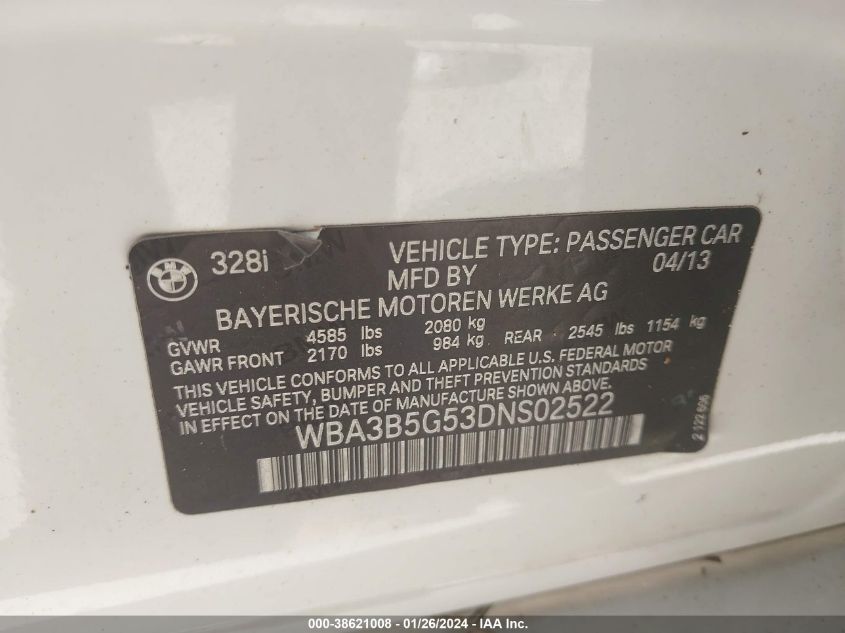 BMW 328i VEHICLE TYPE: PASSENGER CAR
MFD BY 04/13
BAYERISCHE MOTOREN WERKE AG
GVWR 4585 lbs 2080 kg
GAWR FRONT 2170 lbs 984 kg REAR 2545 lbs 1154 kg
THIS VEHICLE CONFORMS TO ALL APPLICABLE U.S. FEDERAL MOTOR
VEHICLE SAFETY, BUMPER AND THEFT PREVENTION STANDARDS
IN EFFECT ON THE DATE OF MANUFACTURE SHOWN ABOVE.
WBA3B5G53DNS02522
000-38621008 - 01/26/2024 - IAA Inc.